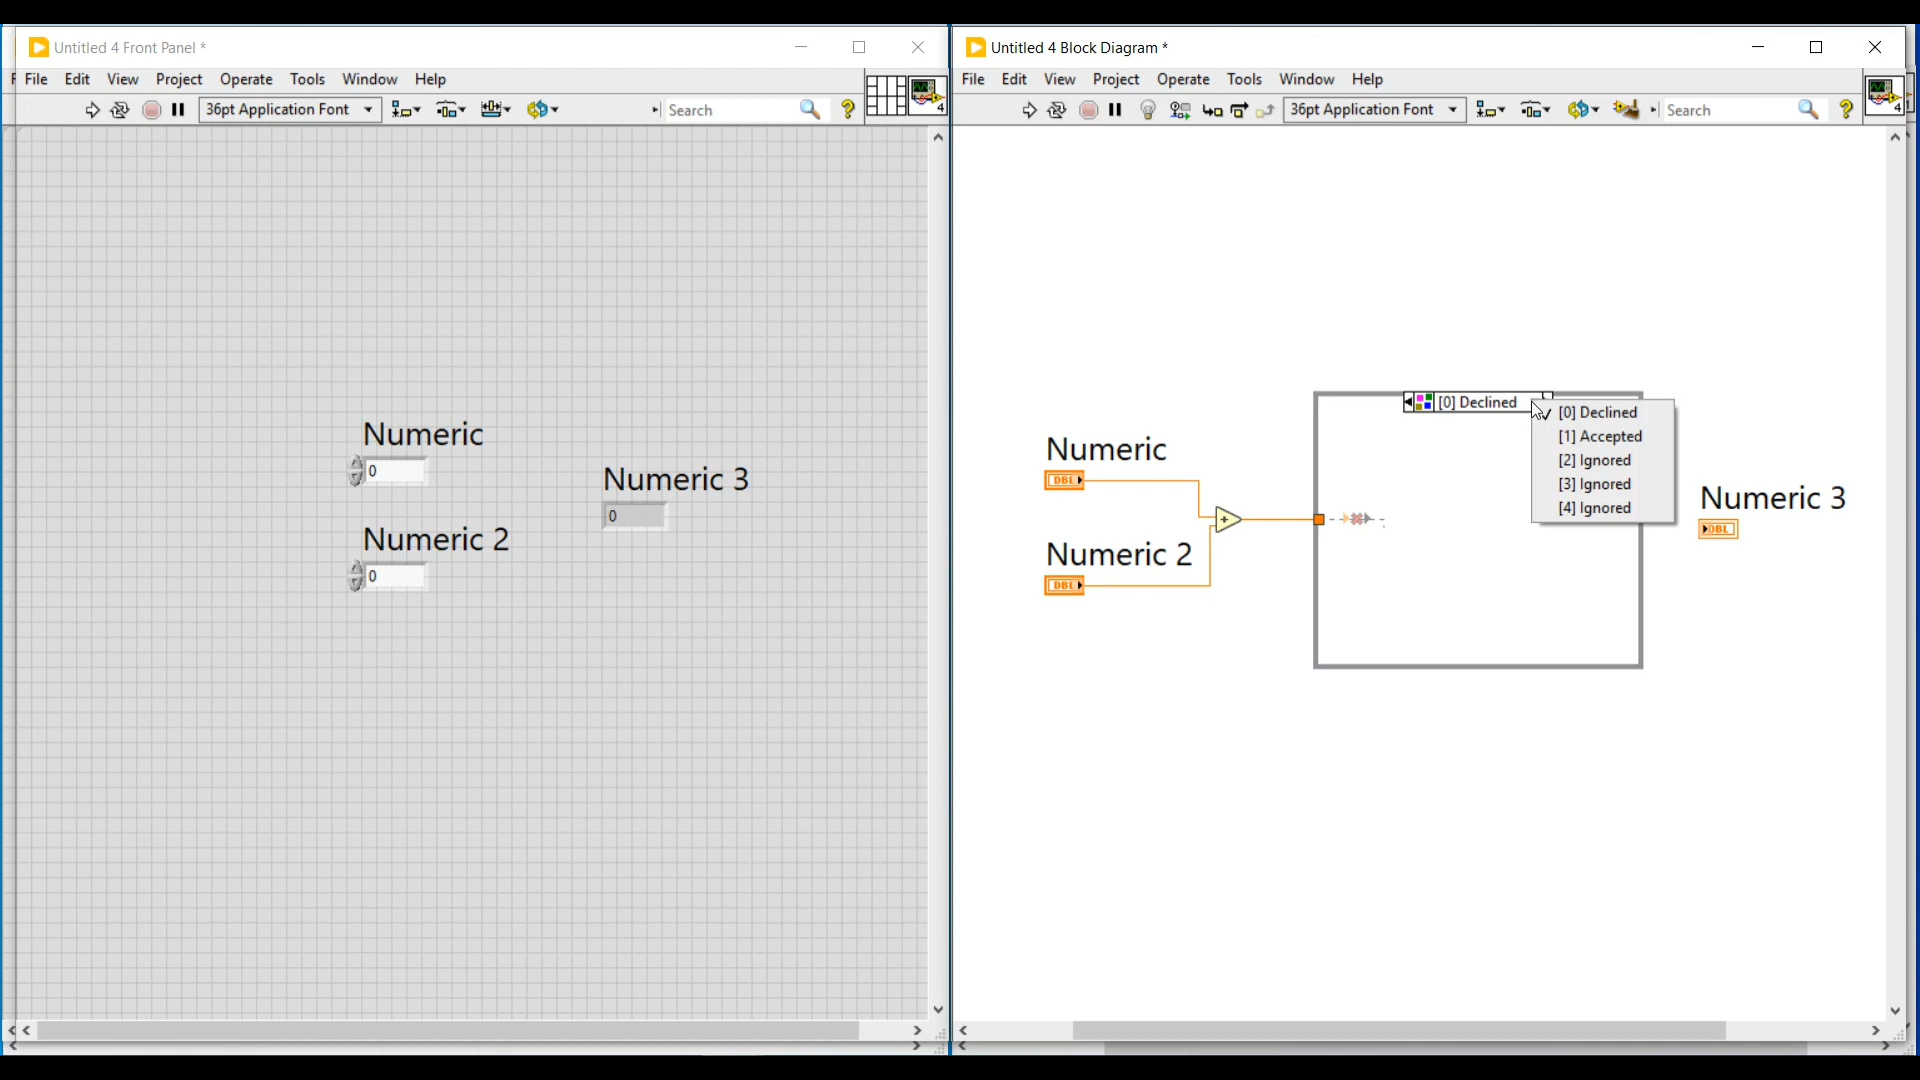 Untitled 4 Front Panel *
File Edit View Project Operate Tools Window Help
36pt Application Font
Search
4
Numeric
0
Numeric 2
0
Numeric 3
0
Untitled 4 Block Diagram *
File Edit View Project Operate Tools Window Help
36pt Application Font
Search
4
[0] Declined
[0] Declined
[1] Accepted
[2] Ignored
[3] Ignored
[4] Ignored
Numeric
DBL
Numeric 2
DBL
Numeric 3
DBL